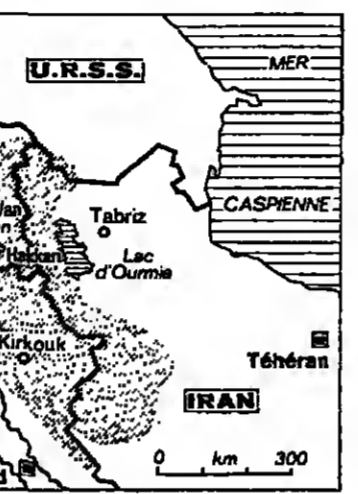 U.R.S.S.
MER
CASPIENNE
Tabriz
Hakkari
Lac
d'Ourmia
Kirkouk
Téhéran
IRAN
0 km 300